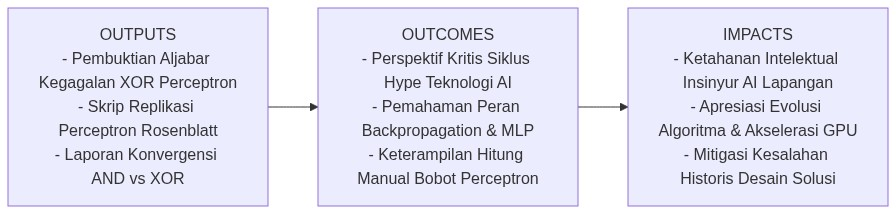 OUTPUTS
- Pembuktian Aljabar
Kegagalan XOR Perceptron
- Skrip Replikasi
Perceptron Rosenblatt
- Laporan Konvergensi
AND vs XOR
OUTCOMES
- Perspektif Kritis Siklus
Hype Teknologi AI
- Pemahaman Peran
Backpropagation & MLP
- Keterampilan Hitung
Manual Bobot Perceptron
IMPACTS
- Ketahanan Intelektual
Insinyur AI Lapangan
- Apresiasi Evolusi
Algoritma & Akselerasi GPU
- Mitigasi Kesalahan
Historis Desain Solusi